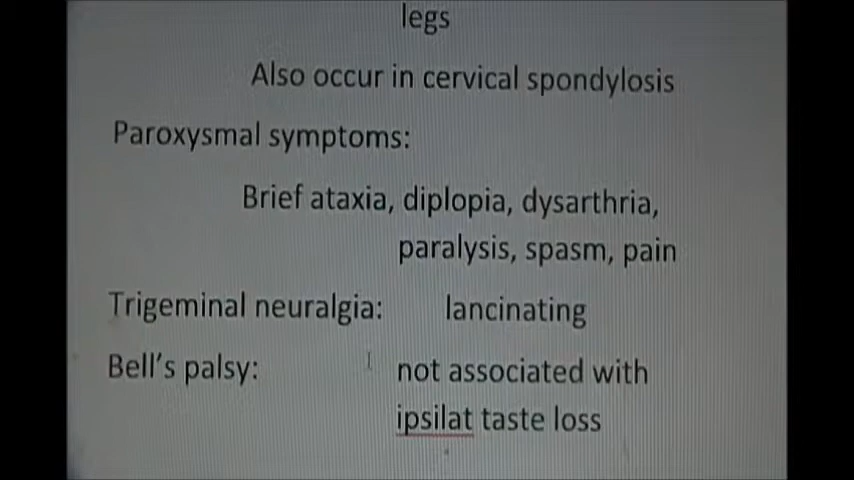 legs
Also occur in cervical spondylosis
Paroxysmal symptoms:
Brief ataxia, diplopia, dysarthria,
paralysis, spasm, pain
Trigeminal neuralgia: lancinating
Bell's palsy: not associated with
ipsilat taste loss